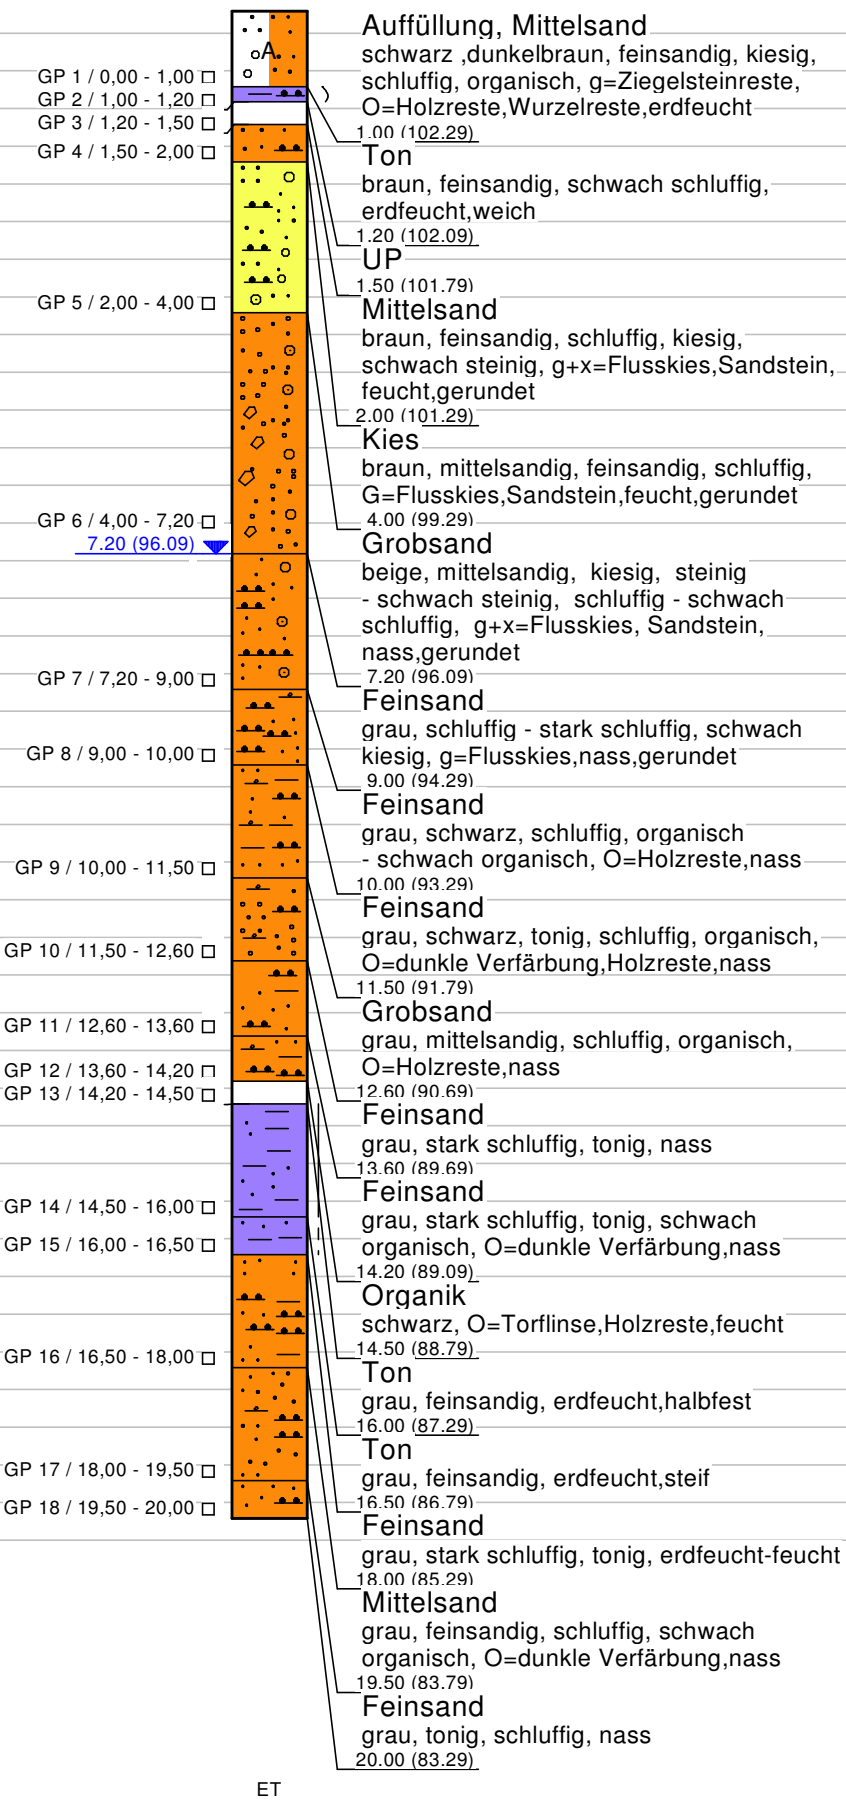 Auffüllung, Mittelsand
A
schwarz ,dunkelbraun, feinsandig, kiesig,
GP 1 / 0,00 - 1,00
schluffig, organisch, g=Ziegelsteinreste,
GP 2 / 1,00 - 1,20
O=Holzreste,Wurzelreste,erdfeucht
GP 3 / 1,20 - 1,50
1.00 (102.29)
GP 4 / 1,50 - 2,00
Ton
braun, feinsandig, schwach schluffig,
erdfeucht,weich
1.20 (102.09)
UP
1.50 (101.79)
GP 5 / 2,00 - 4,00
Mittelsand
braun, feinsandig, schluffig, kiesig,
schwach steinig, g+x=Flusskies,Sandstein,
feucht,gerundet
2.00 (101.29)
Kies
braun, mittelsandig, feinsandig, schluffig,
G=Flusskies,Sandstein,feucht,gerundet
GP 6 / 4,00 - 7,20
4.00 (99.29)
7.20 (96.09)
Grobsand
beige, mittelsandig, kiesig, steinig
- schwach steinig, schluffig - schwach
schluffig, g+x=Flusskies, Sandstein,
nass,gerundet
GP 7 / 7,20 - 9,00
7.20 (96.09)
Feinsand
grau, schluffig - stark schluffig, schwach
GP 8 / 9,00 - 10,00
kiesig, g=Flusskies,nass,gerundet
9.00 (94.29)
Feinsand
grau, schwarz, schluffig, organisch
GP 9 / 10,00 - 11,50
- schwach organisch, O=Holzreste,nass
10.00 (93.29)
Feinsand
grau, schwarz, tonig, schluffig, organisch,
GP 10 / 11,50 - 12,60
O=dunkle Verfärbung,Holzreste,nass
11.50 (91.79)
Grobsand
GP 11 / 12,60 - 13,60
grau, mittelsandig, schluffig, organisch,
GP 12 / 13,60 - 14,20
O=Holzreste,nass
GP 13 / 14,20 - 14,50
12.60 (90.69)
Feinsand
grau, stark schluffig, tonig, nass
13.60 (89.69)
Feinsand
GP 14 / 14,50 - 16,00
grau, stark schluffig, tonig, schwach
GP 15 / 16,00 - 16,50
organisch, O=dunkle Verfärbung,nass
14.20 (89.09)
Organik
schwarz, O=Torflinse,Holzreste,feucht
GP 16 / 16,50 - 18,00
14.50 (88.79)
Ton
grau, feinsandig, erdfeucht,halbfest
16.00 (87.29)
Ton
GP 17 / 18,00 - 19,50
grau, feinsandig, erdfeucht,steif
GP 18 / 19,50 - 20,00
16.50 (86.79)
Feinsand
grau, stark schluffig, tonig, erdfeucht-feucht
18.00 (85.29)
Mittelsand
grau, feinsandig, schluffig, schwach
organisch, O=dunkle Verfärbung,nass
19.50 (83.79)
Feinsand
grau, tonig, schluffig, nass
20.00 (83.29)
ET